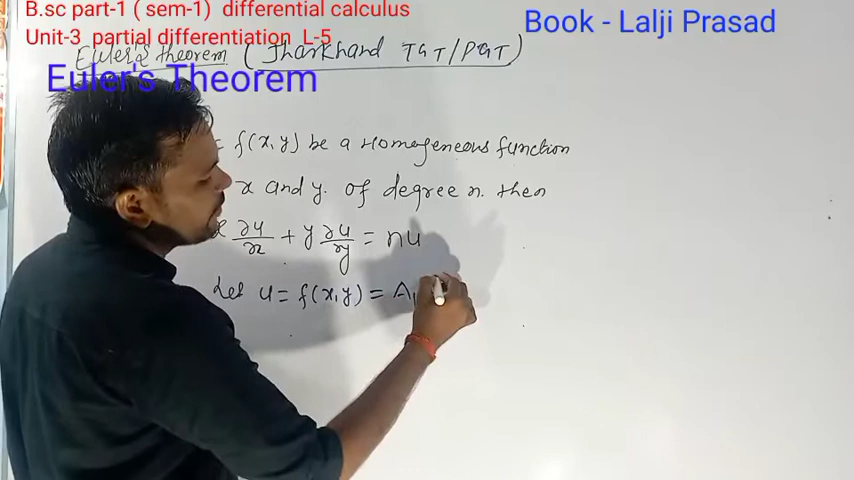 B.sc part-1 ( sem-1) differential calculus
Book - Lalji Prasad
Unit-3 partial differentiation L-5
Euler's theorem ( Jharkhand TGT/PGT)
Euler's Theorem
= f(x,y) be a Homogeneous function
x and y. of degree n. then
x ∂u/∂x + y ∂u/∂y = nu
Let u = f(x,y) = A₁